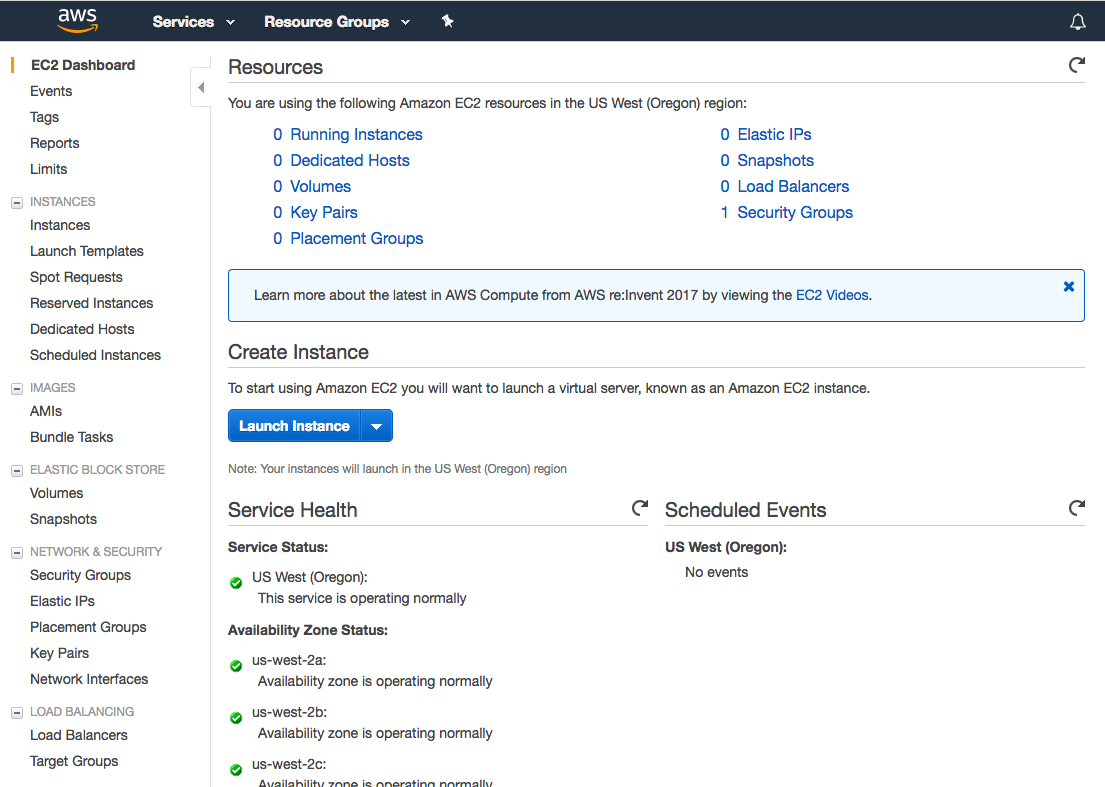 aws Services Resource Groups
EC2 Dashboard
Events
Tags
Reports
Limits
INSTANCES
Instances
Launch Templates
Spot Requests
Reserved Instances
Dedicated Hosts
Scheduled Instances
IMAGES
AMIs
Bundle Tasks
ELASTIC BLOCK STORE
Volumes
Snapshots
NETWORK & SECURITY
Security Groups
Elastic IPs
Placement Groups
Key Pairs
Network Interfaces
LOAD BALANCING
Load Balancers
Target Groups
Resources
You are using the following Amazon EC2 resources in the US West (Oregon) region:
0 Running Instances
0 Dedicated Hosts
0 Volumes
0 Key Pairs
0 Placement Groups
0 Elastic IPs
0 Snapshots
0 Load Balancers
1 Security Groups
Learn more about the latest in AWS Compute from AWS re:Invent 2017 by viewing the EC2 Videos.
Create Instance
To start using Amazon EC2 you will want to launch a virtual server, known as an Amazon EC2 instance.
Launch Instance
Note: Your instances will launch in the US West (Oregon) region
Service Health
Service Status:
US West (Oregon):
This service is operating normally
Availability Zone Status:
us-west-2a:
Availability zone is operating normally
us-west-2b:
Availability zone is operating normally
us-west-2c:
Availability zone is operating normally
Scheduled Events
US West (Oregon):
No events